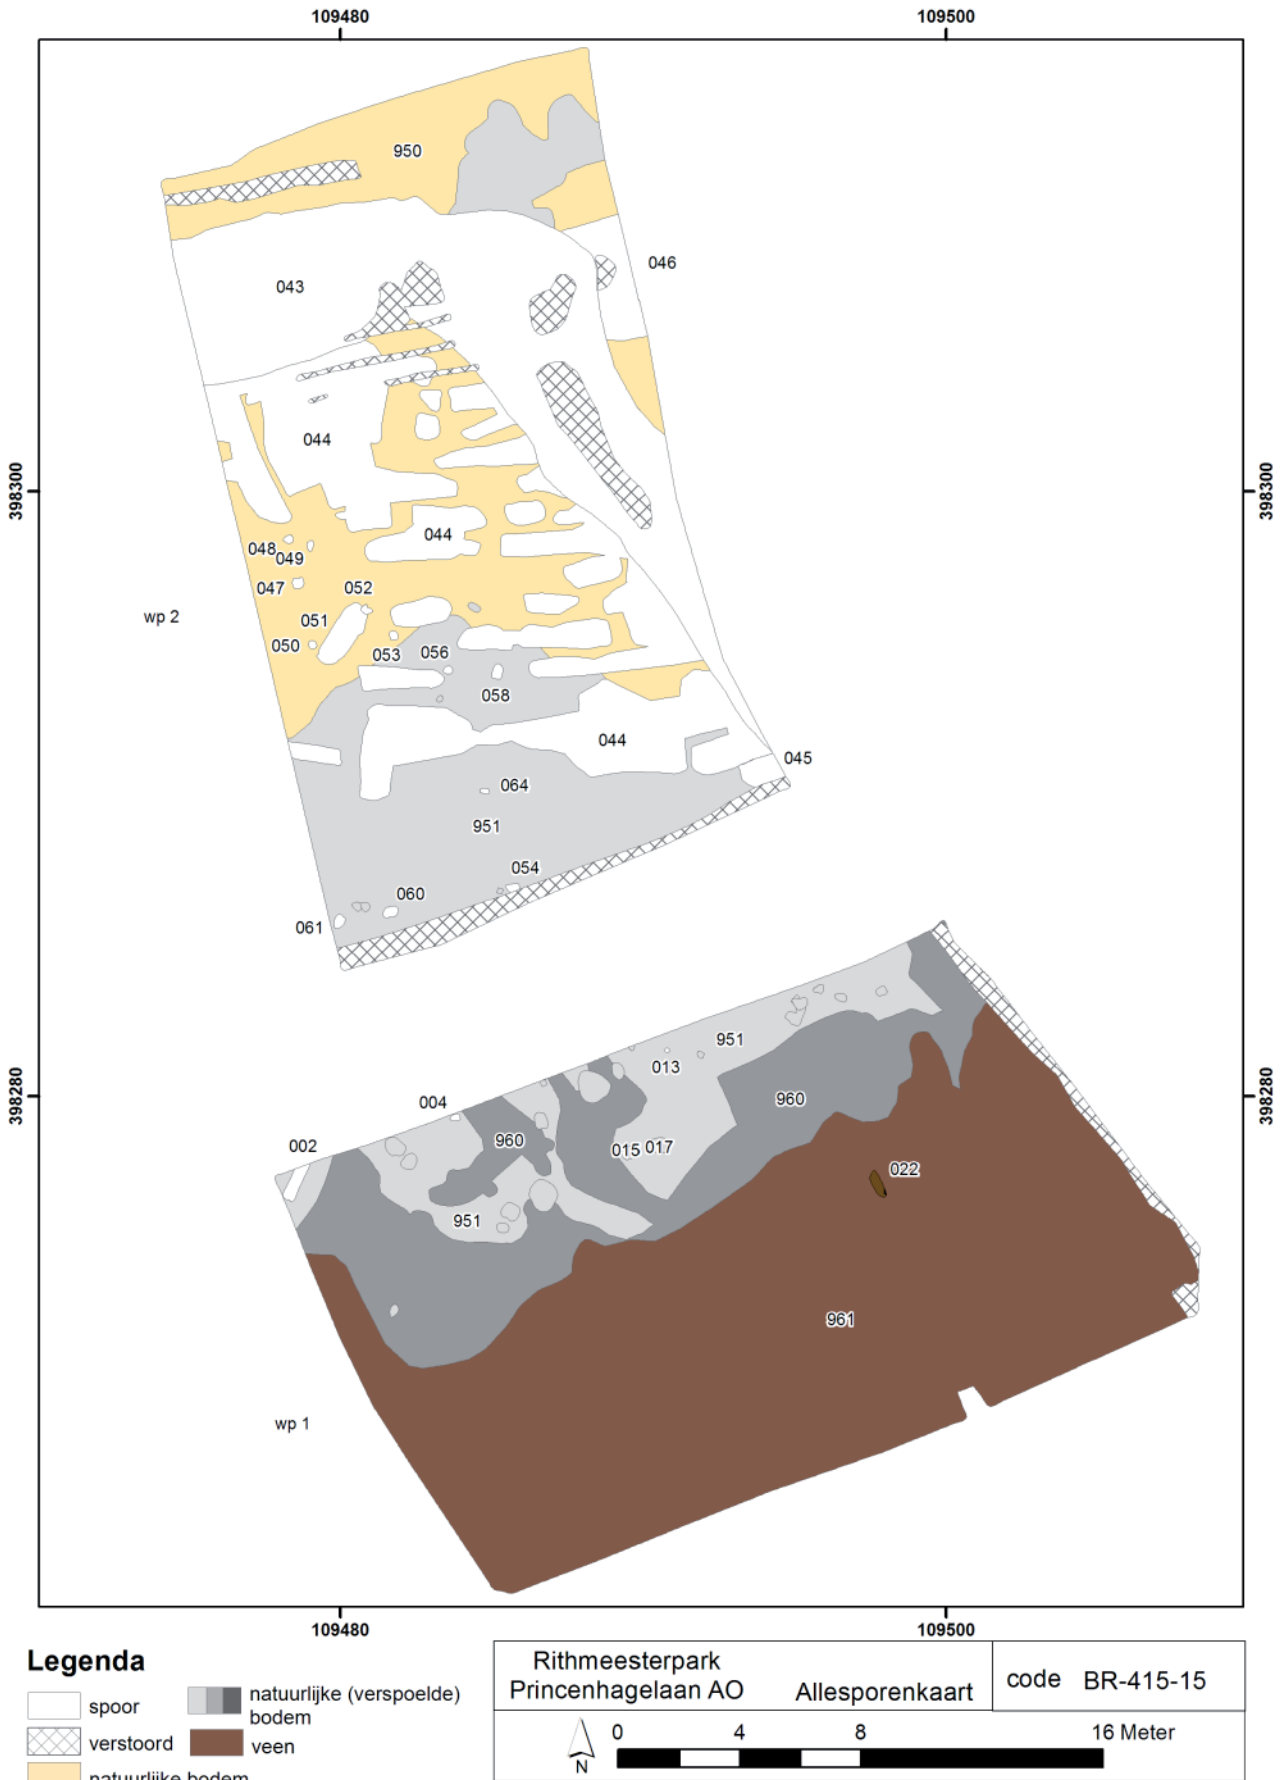 109480 109500
950
046
043
044
398300 398300
044
048
049
047 052
wp 2
051
050
053 056
058
044
045
064
951
054
060
061
951
013
398280 398280
004 960
002 960
015 017
022
951
961
wp 1
109480 109500
Legenda
spoor
natuurlijke (verspoelde)
bodem
verstoord
veen
natuurlijke bodem
Rithmeesterpark
Princenhagelaan AO
Allesporenkaart
code BR-415-15
N
0 4 8 16 Meter